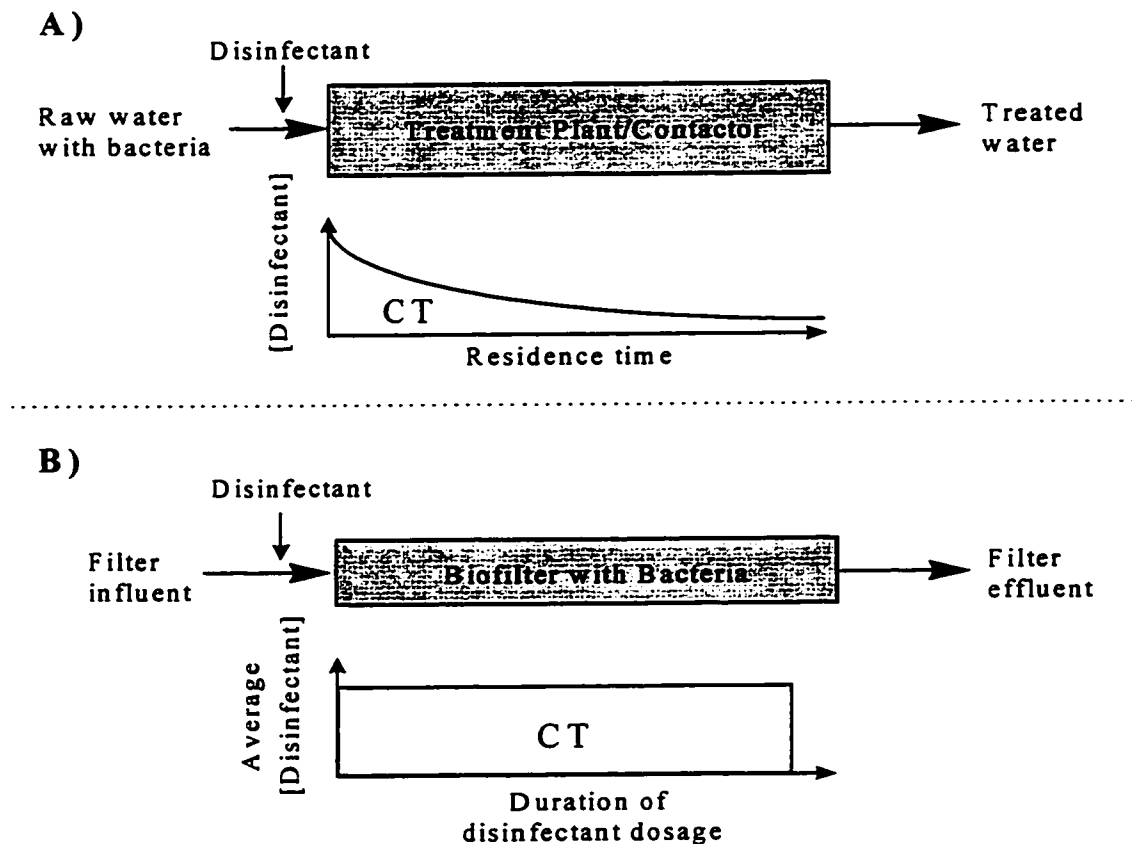 A)
Disinfectant
Raw water
with bacteria
Treatment Plant/Contactor
Treated
water
[Disinfectant]
CT
Residence time
B)
Disinfectant
Filter
influent
Biofilter with Bacteria
Filter
effluent
Average
[Disinfectant]
CT
Duration of
disinfectant dosage